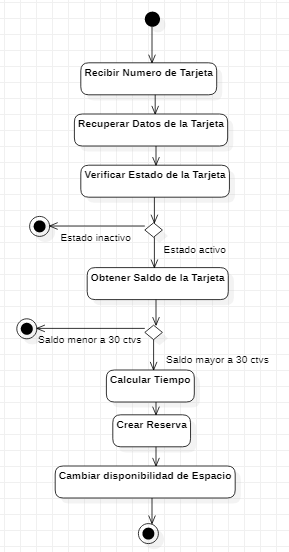 Recibir Numero de Tarjeta
Recuperar Datos de la Tarjeta
Verificar Estado de la Tarjeta
Estado inactivo
Estado activo
Obtener Saldo de la Tarjeta
Saldo menor a 30 ctvs
Saldo mayor a 30 ctvs
Calcular Tiempo
Crear Reserva
Cambiar disponibilidad de Espacio